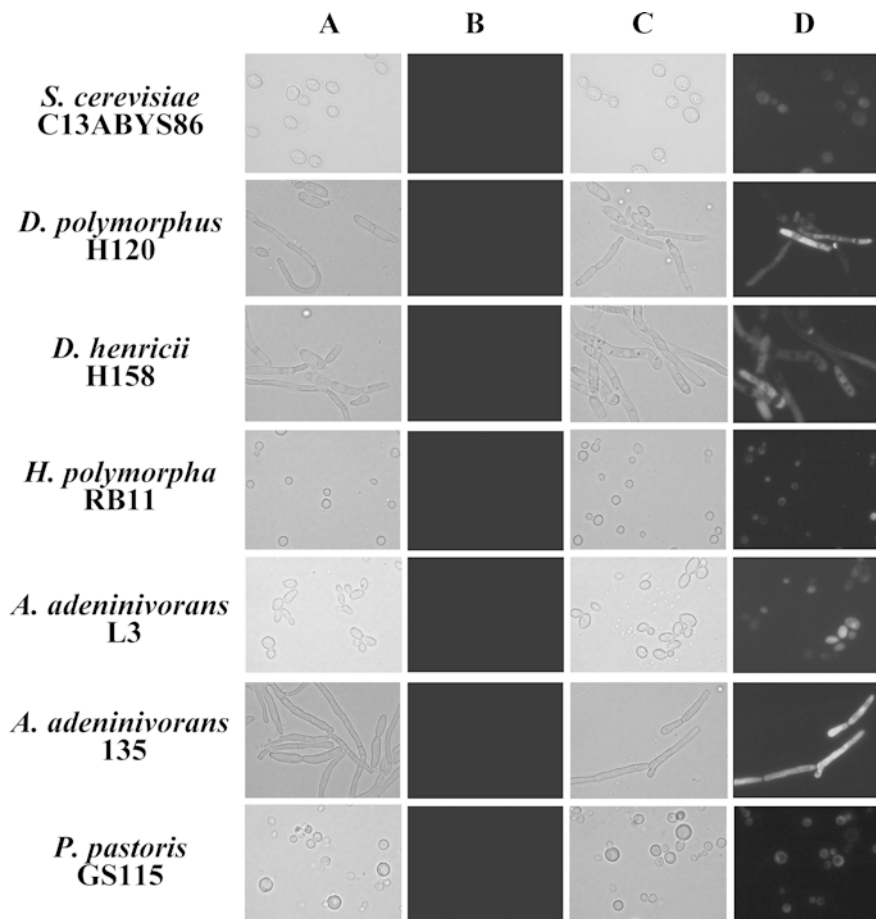 A B C D
S. cerevisiae
C13ABYS86
D. polymorphus
H120
D. henricii
H158
H. polymorpha
RB11
A. adeninivorans
L3
A. adeninivorans
135
P. pastoris
GS115